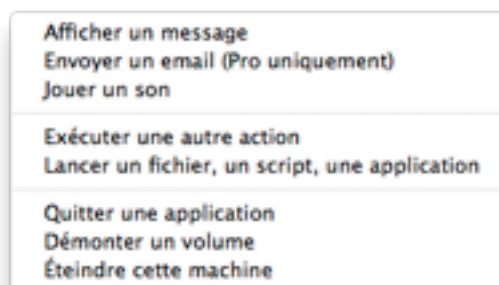 Afficher un message
Envoyer un email (Pro uniquement)
Jouer un son
Exécuter une autre action
Lancer un fichier, un script, une application
Quitter une application
Démonter un volume
Éteindre cette machine